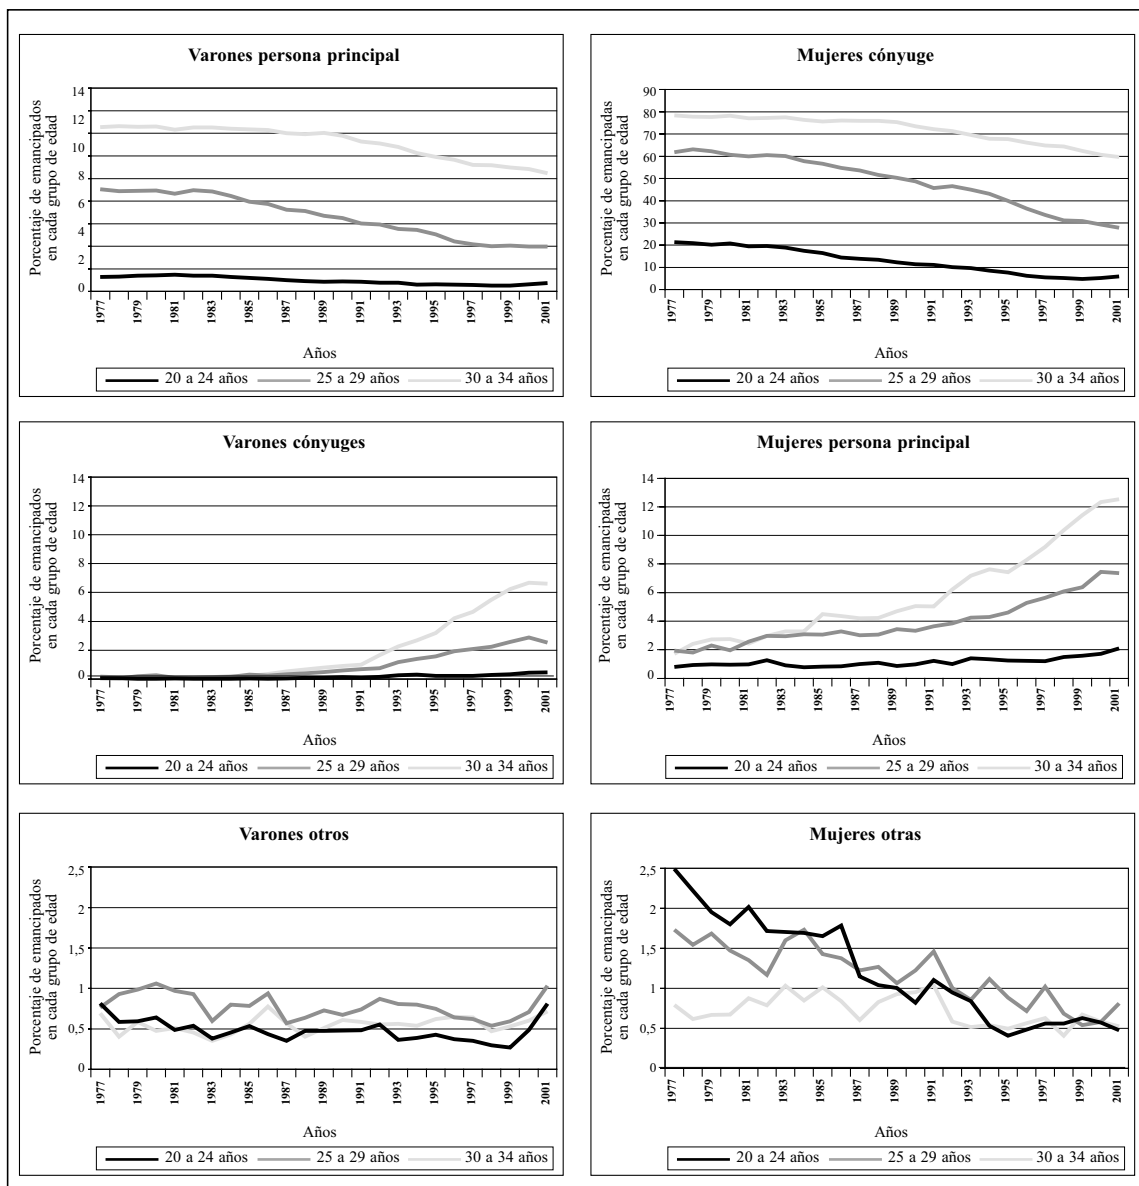 Varones persona principal
Porcentaje de emancipados
en cada grupo de edad
14
12
10
8
6
4
2
0
1977
1979
1981
1983
1985
1987
1989
1991
1993
1995
1997
1999
2001
Años
20 a 24 años
25 a 29 años
30 a 34 años
Mujeres cónyuge
Porcentaje de emancipadas
en cada grupo de edad
90
80
70
60
50
40
30
20
10
0
1977
1979
1981
1983
1985
1987
1989
1991
1993
1995
1997
1999
2001
Años
20 a 24 años
25 a 29 años
30 a 34 años
Varones cónyuges
Porcentaje de emancipados
en cada grupo de edad
14
12
10
8
6
4
2
0
1977
1979
1981
1983
1985
1987
1989
1991
1993
1995
1997
1999
2001
Años
20 a 24 años
25 a 29 años
30 a 34 años
Mujeres persona principal
Porcentaje de emancipadas
en cada grupo de edad
14
12
10
8
6
4
2
0
1977
1979
1981
1983
1985
1987
1989
1991
1993
1995
1997
1999
2001
Años
20 a 24 años
25 a 29 años
30 a 34 años
Varones otros
Porcentaje de emancipados
en cada grupo de edad
2,5
2
1,5
1
0,5
0
1977
1979
1981
1983
1985
1987
1989
1991
1993
1995
1997
1999
2001
Años
20 a 24 años
25 a 29 años
30 a 34 años
Mujeres otras
Porcentaje de emancipadas
en cada grupo de edad
2,5
2
1,5
1
0,5
0
1977
1979
1981
1983
1985
1987
1989
1991
1993
1995
1997
1999
2001
Años
20 a 24 años
25 a 29 años
30 a 34 años